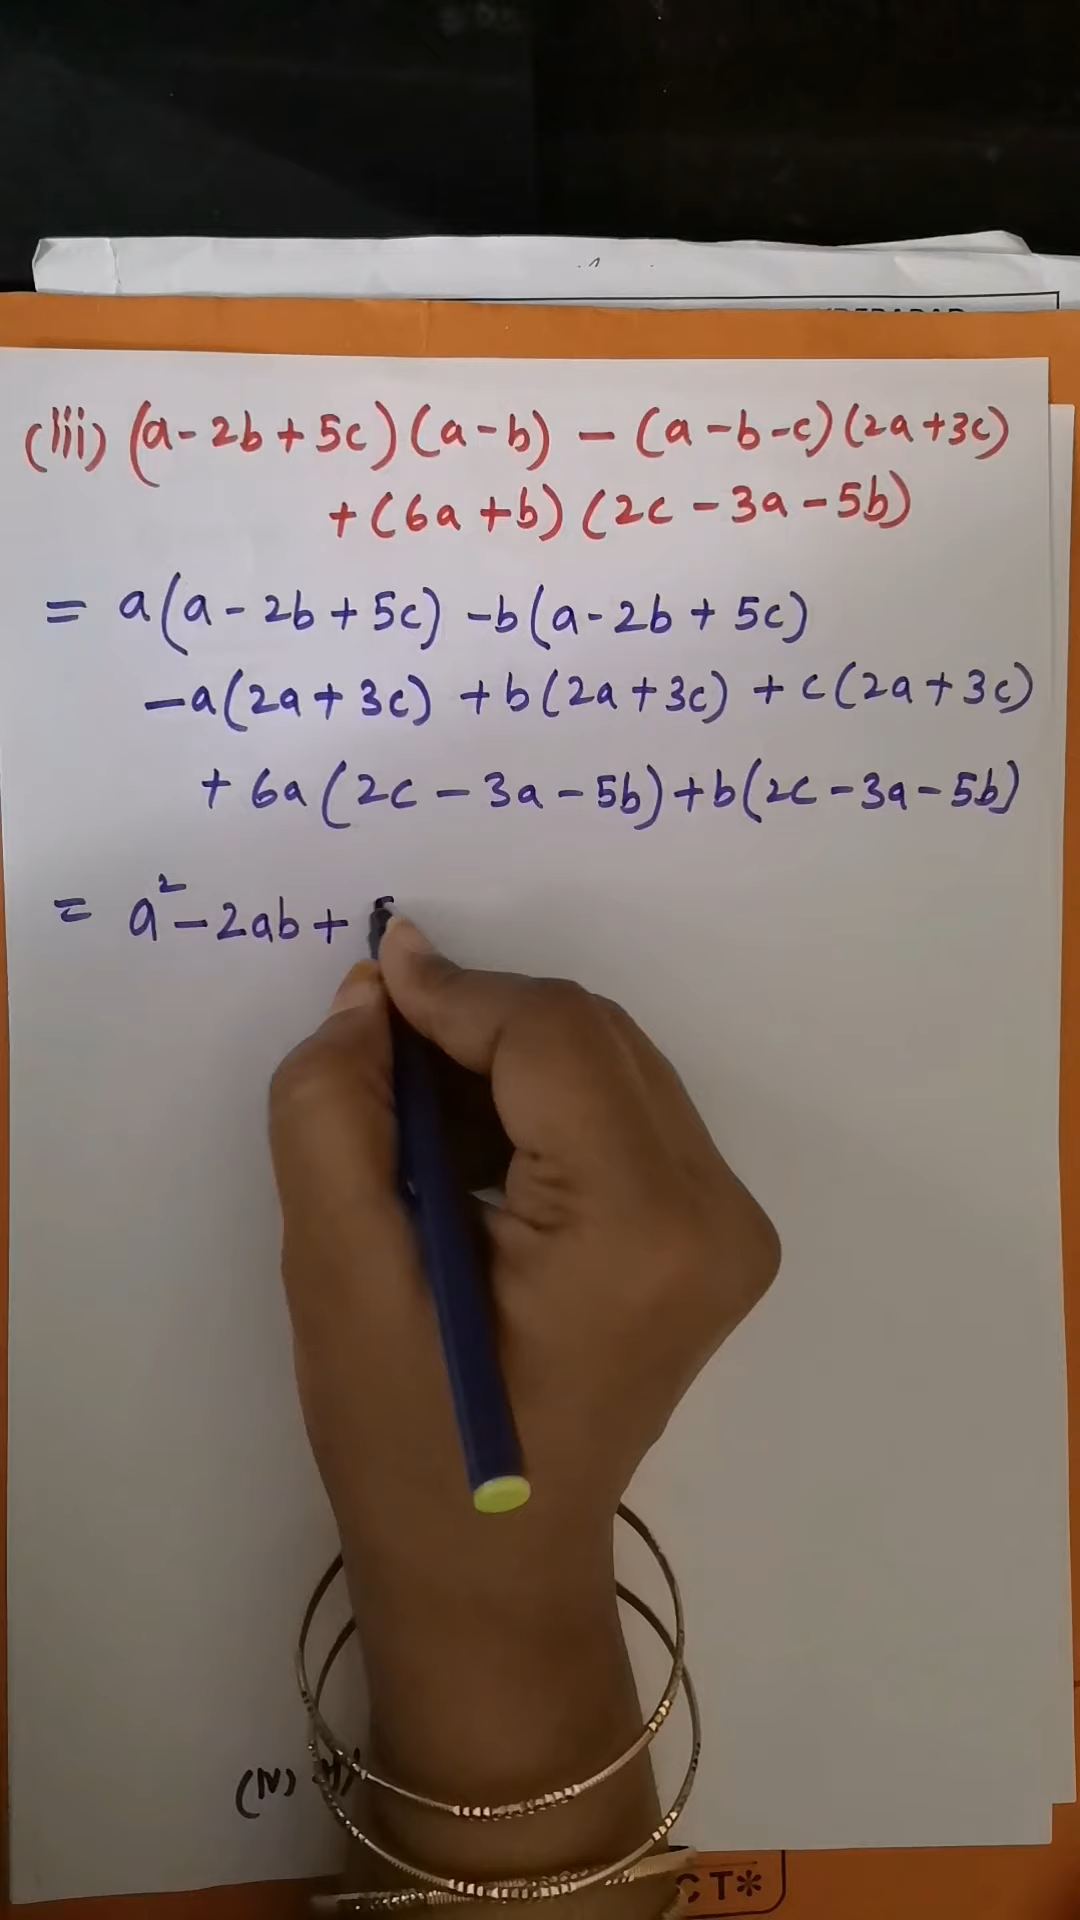 (iii) (a - 2b + 5c) (a - b) - (a - b - c) (2a + 3c)
+ (6a + b) (2c - 3a - 5b)
= a(a - 2b + 5c) - b(a - 2b + 5c)
- a(2a + 3c) + b(2a + 3c) + c(2a + 3c)
+ 6a(2c - 3a - 5b) + b(2c - 3a - 5b)
= a² - 2ab +
CT*